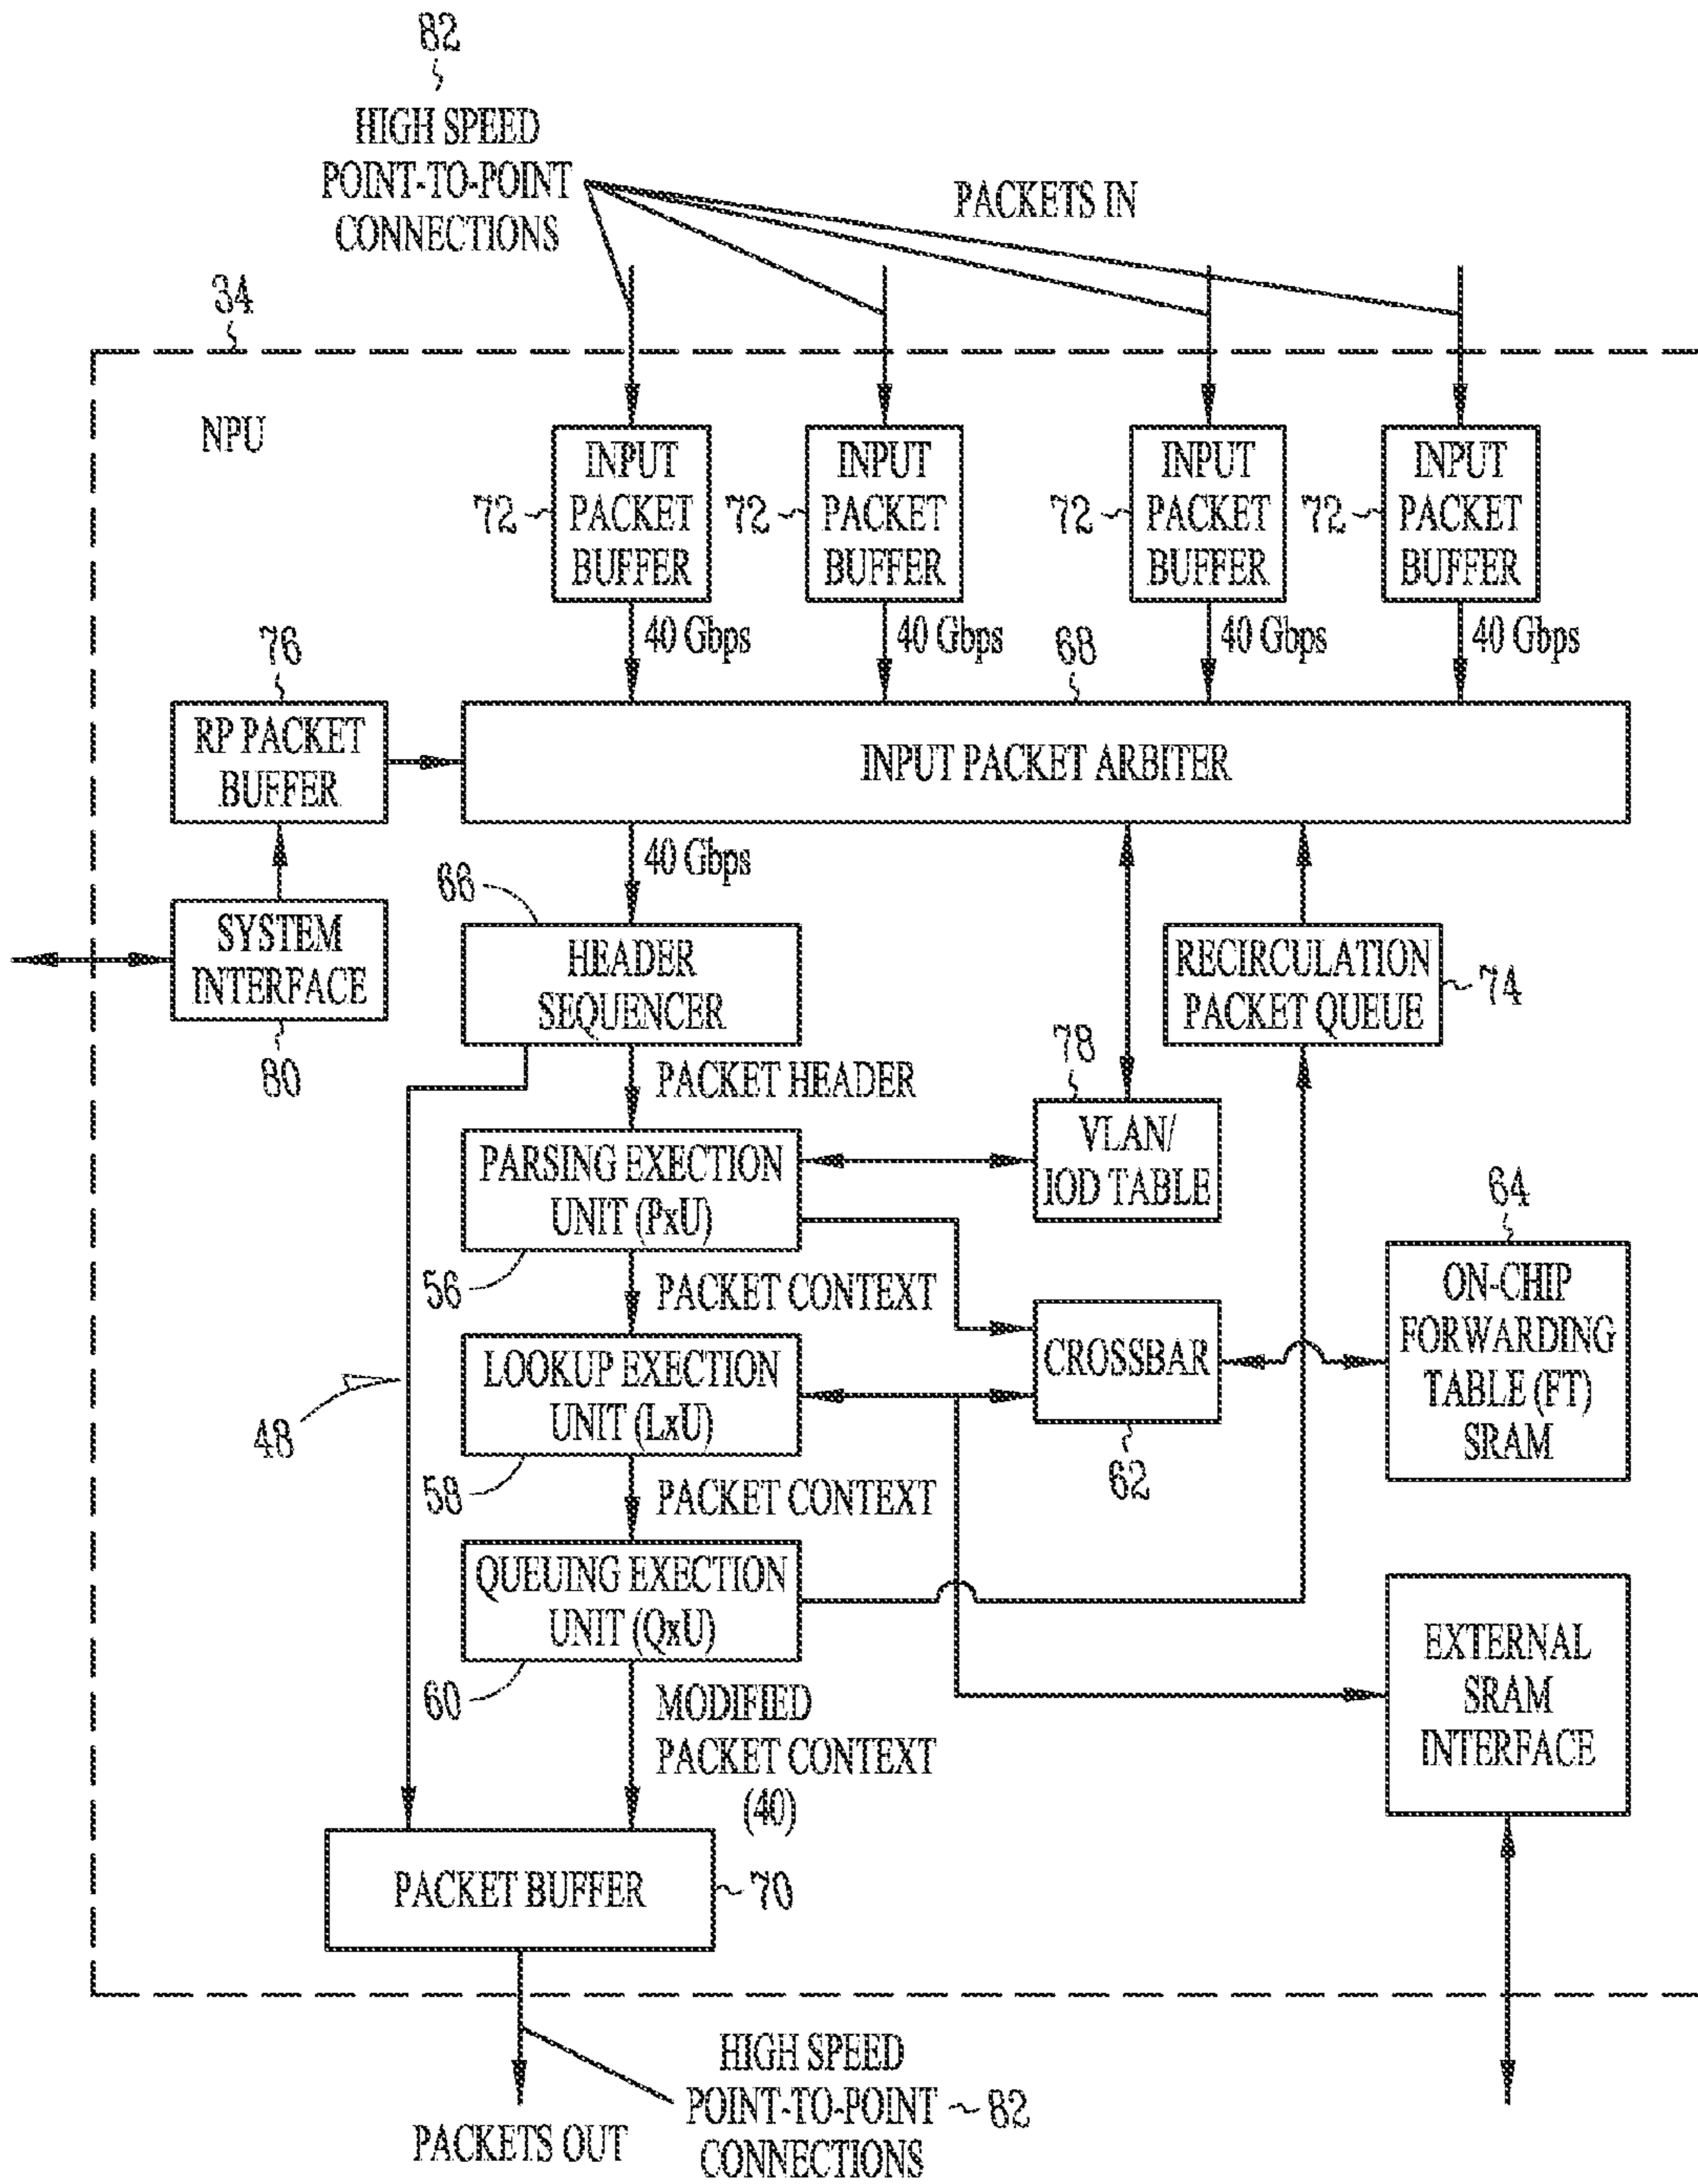 82
HIGH SPEED
POINT-TO-POINT
CONNECTIONS
PACKETS IN
34
NPU
INPUT
PACKET
BUFFER
72
INPUT
PACKET
BUFFER
72
INPUT
PACKET
BUFFER
72
INPUT
PACKET
BUFFER
72
40 Gbps
40 Gbps
40 Gbps
40 Gbps
76
68
RP PACKET
BUFFER
INPUT PACKET ARBITER
40 Gbps
66
SYSTEM
INTERFACE
80
HEADER
SEQUENCER
RECIRCULATION
PACKET QUEUE
74
PACKET HEADER
78
VLAN/
IOD TABLE
PARSING EXECTION
UNIT (PxU)
56
64
ON-CHIP
FORWARDING
TABLE (FT)
SRAM
PACKET CONTEXT
CROSSBAR
62
LOOKUP EXECTION
UNIT (LxU)
48
58
PACKET CONTEXT
QUEUING EXECTION
UNIT (QxU)
60
EXTERNAL
SRAM
INTERFACE
MODIFIED
PACKET CONTEXT
(40)
PACKET BUFFER
70
HIGH SPEED
POINT-TO-POINT
CONNECTIONS
82
PACKETS OUT